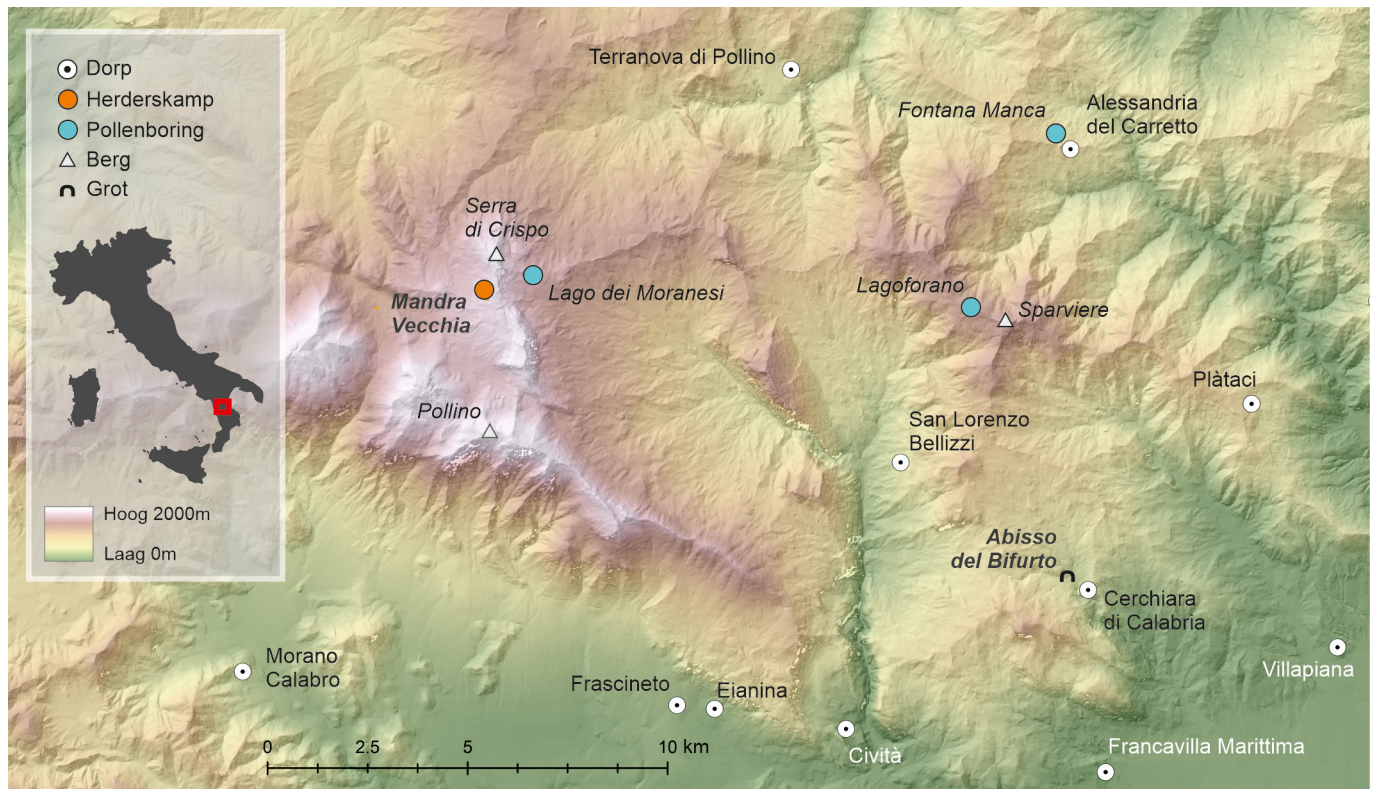 Dorp
Herderskamp
Pollenboring
Berg
Grot
Hoog 2000m
Laag 0m
Terranova di Pollino
Fontana Manca
Alessandria
del Carretto
Serra
di Crispo
Mandra
Vecchia
Lago dei Moranesi
Lagoforano
Sparviere
Pollino
Plàtaci
San Lorenzo
Bellizzi
Abisso
del Bifurto
Cerchiara
di Calabria
Morano
Calabro
Frascineto
Eianina
Villapiana
Cività
Francavilla Marittima
0 2.5 5 10 km